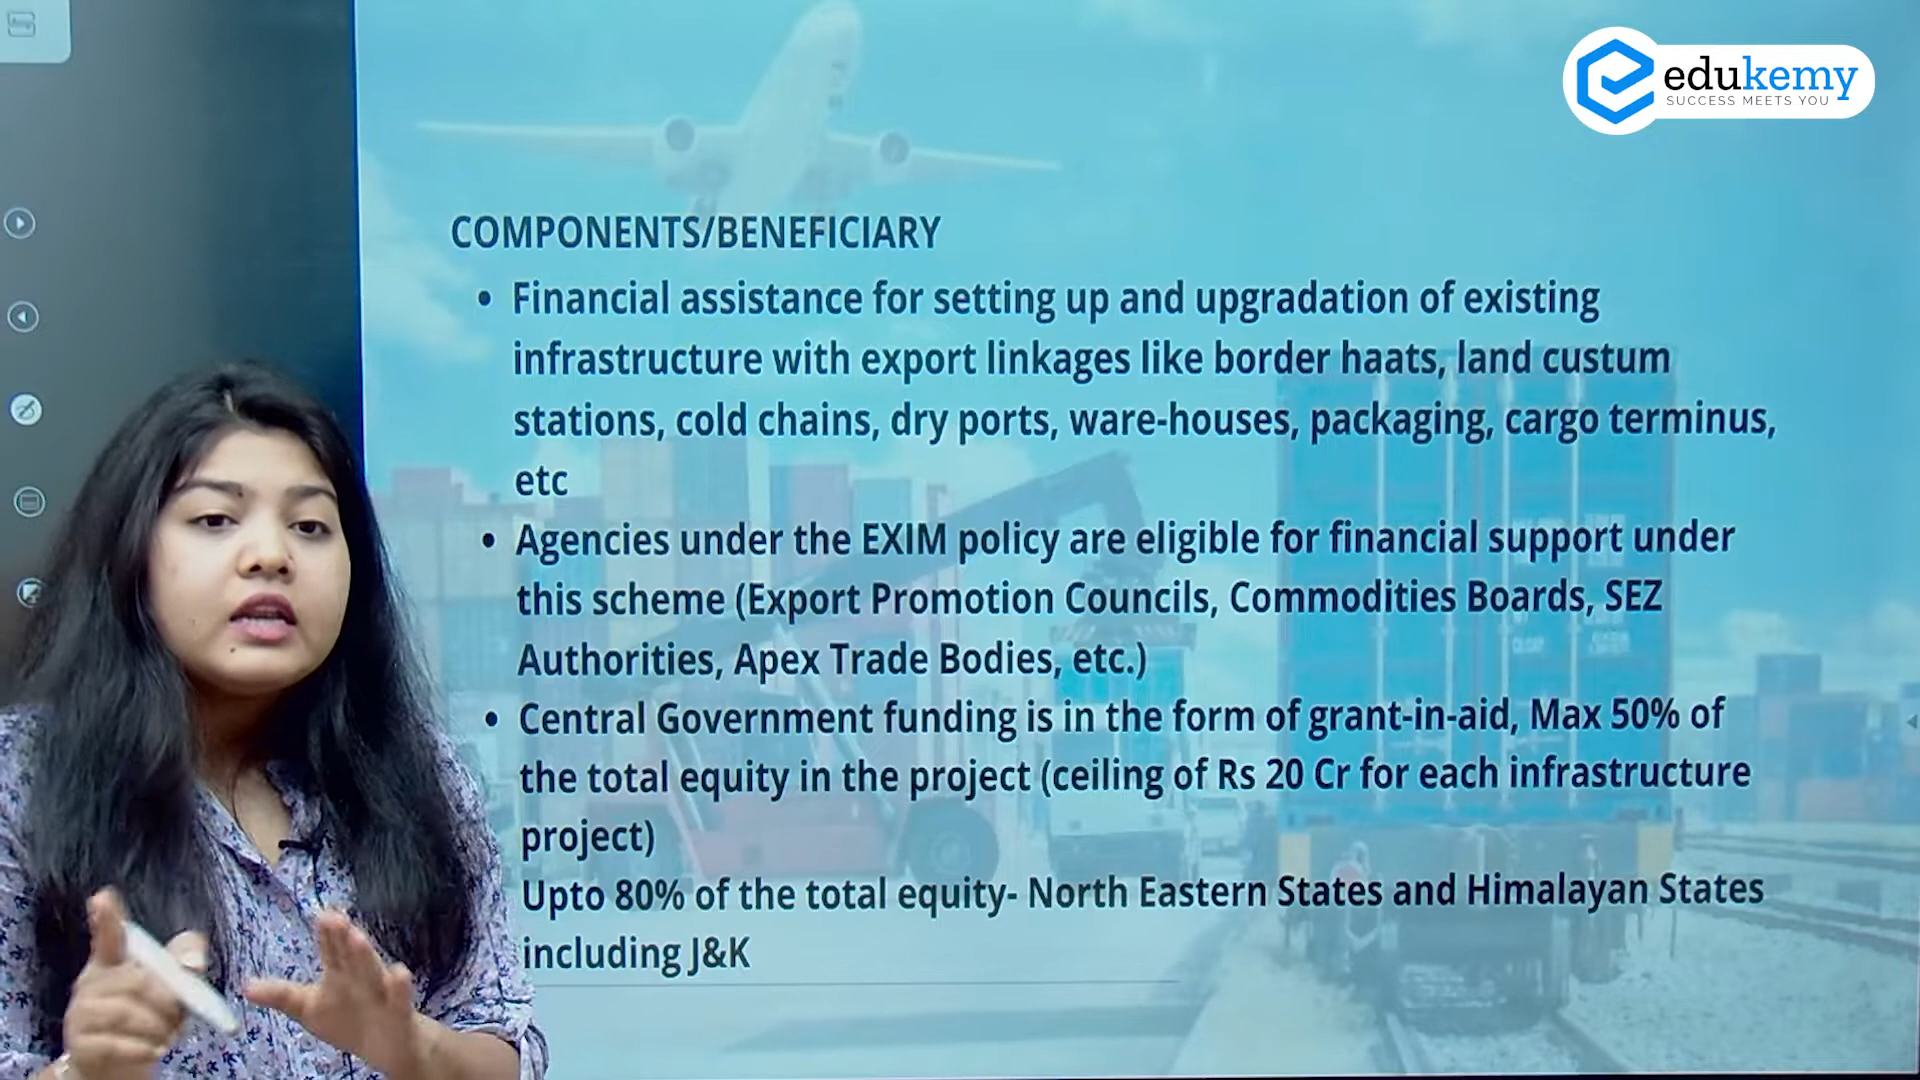 edukemy
SUCCESS MEETS YOU
COMPONENTS/BENEFICIARY
• Financial assistance for setting up and upgradation of existing
infrastructure with export linkages like border haats, land custum
stations, cold chains, dry ports, ware-houses, packaging, cargo terminus,
etc
• Agencies under the EXIM policy are eligible for financial support under
this scheme (Export Promotion Councils, Commodities Boards, SEZ
Authorities, Apex Trade Bodies, etc.)
• Central Government funding is in the form of grant-in-aid, Max 50% of
the total equity in the project (ceiling of Rs 20 Cr for each infrastructure
project)
Upto 80% of the total equity- North Eastern States and Himalayan States
including J&K